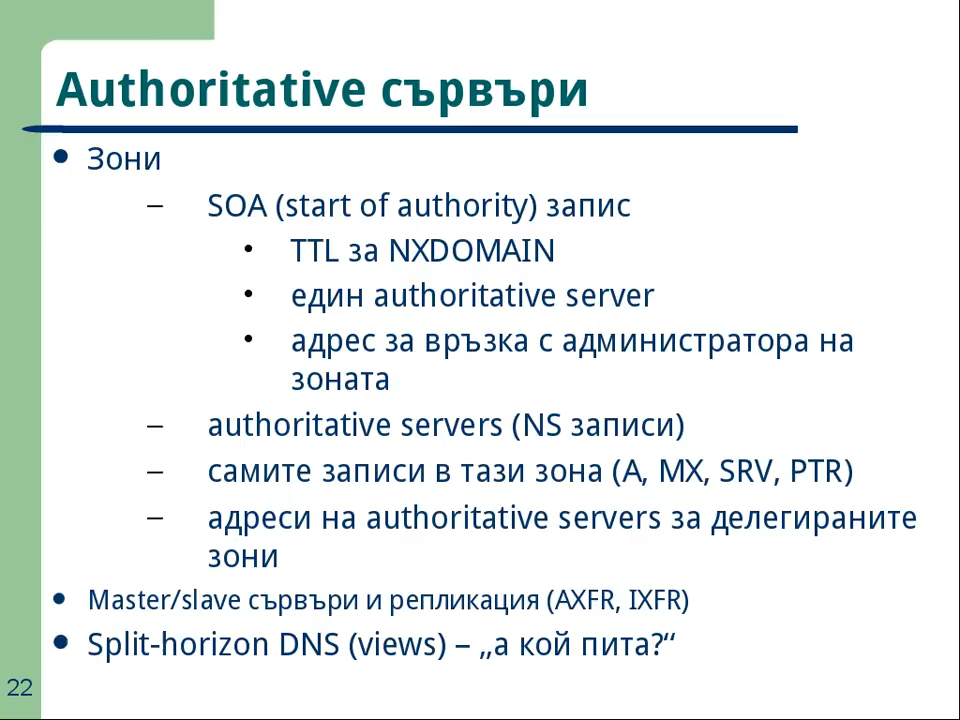 Authoritative сървъри
● Зони
– SOA (start of authority) запис
• TTL за NXDOMAIN
• един authoritative server
• адрес за връзка с администратора на
зоната
– authoritative servers (NS записи)
– самите записи в тази зона (A, MX, SRV, PTR)
– адреси на authoritative servers за делегираните
зони
● Master/slave сървъри и репликация (AXFR, IXFR)
● Split-horizon DNS (views) – „а кой пита?“
22